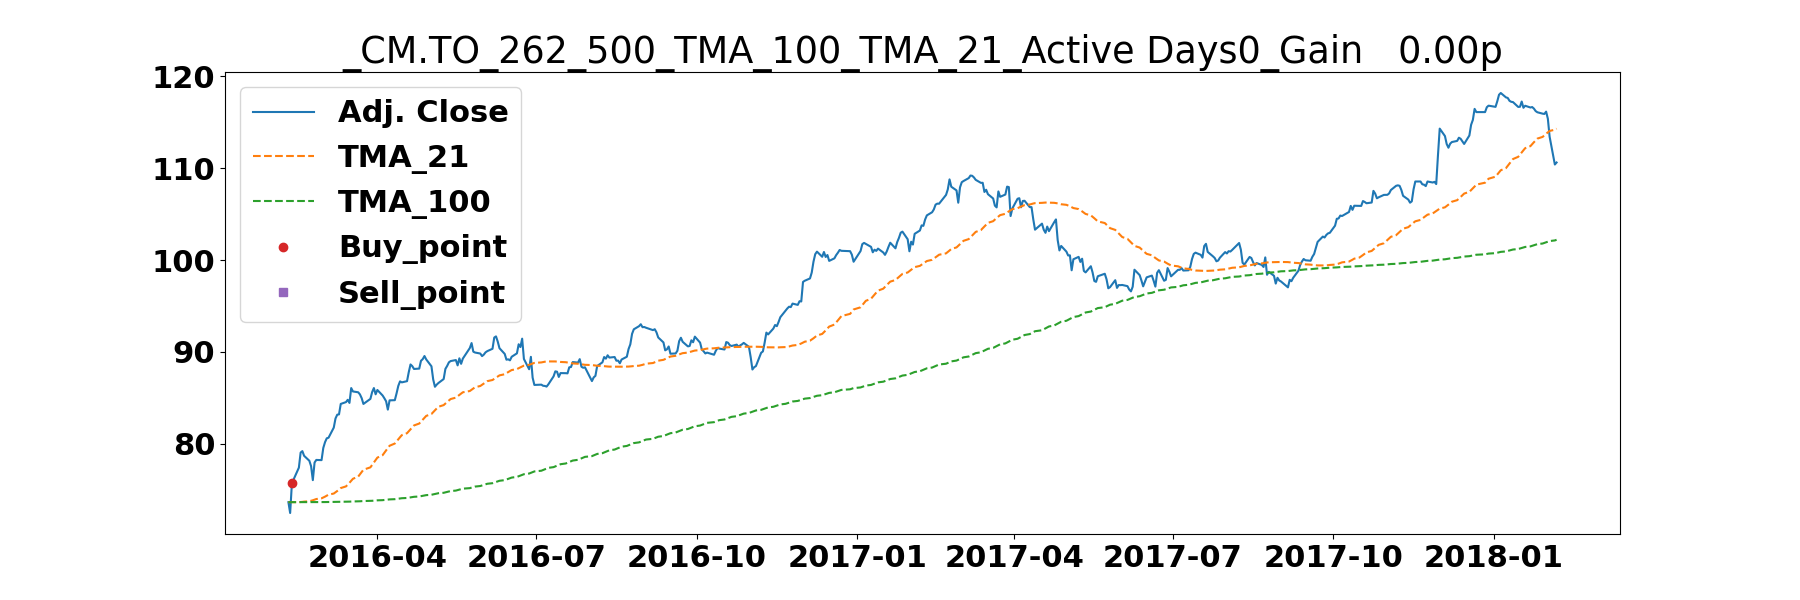 _CM.TO_262_500_TMA_100_TMA_21_Active Days0_Gain   0.00p
120
110
100
90
80
Adj. Close
TMA_21
TMA_100
Buy_point
Sell_point
2016-04 2016-07 2016-10 2017-01 2017-04 2017-07 2017-10 2018-01